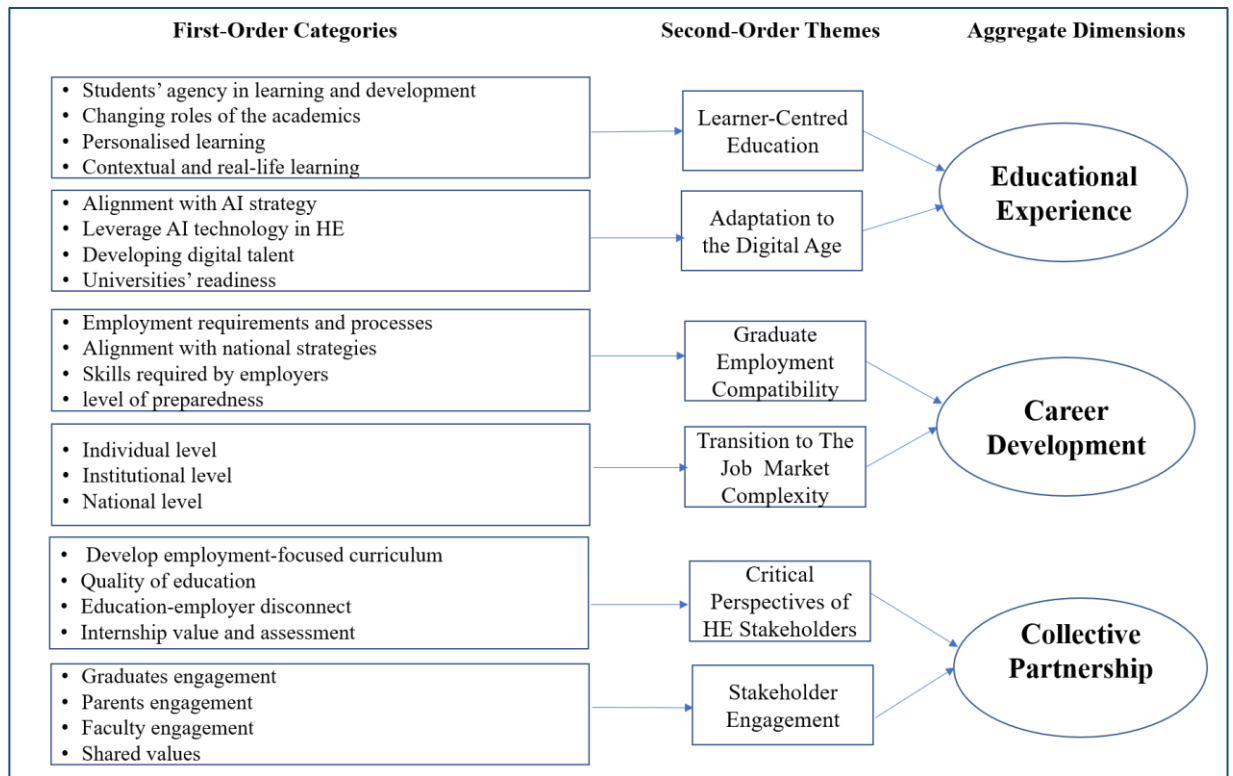 First-Order Categories
Second-Order Themes
Aggregate Dimensions
• Students’ agency in learning and development
• Changing roles of the academics
• Personalised learning
• Contextual and real-life learning
Learner-Centred
Education
Educational
Experience
• Alignment with AI strategy
• Leverage AI technology in HE
• Developing digital talent
• Universities’ readiness
Adaptation to
the Digital Age
• Employment requirements and processes
• Alignment with national strategies
• Skills required by employers
• level of preparedness
Graduate
Employment
Compatibility
Career
Development
• Individual level
• Institutional level
• National level
Transition to The
Job Market
Complexity
• Develop employment-focused curriculum
• Quality of education
• Education-employer disconnect
• Internship value and assessment
Critical
Perspectives of
HE Stakeholders
Collective
Partnership
• Graduates engagement
• Parents engagement
• Faculty engagement
• Shared values
Stakeholder
Engagement